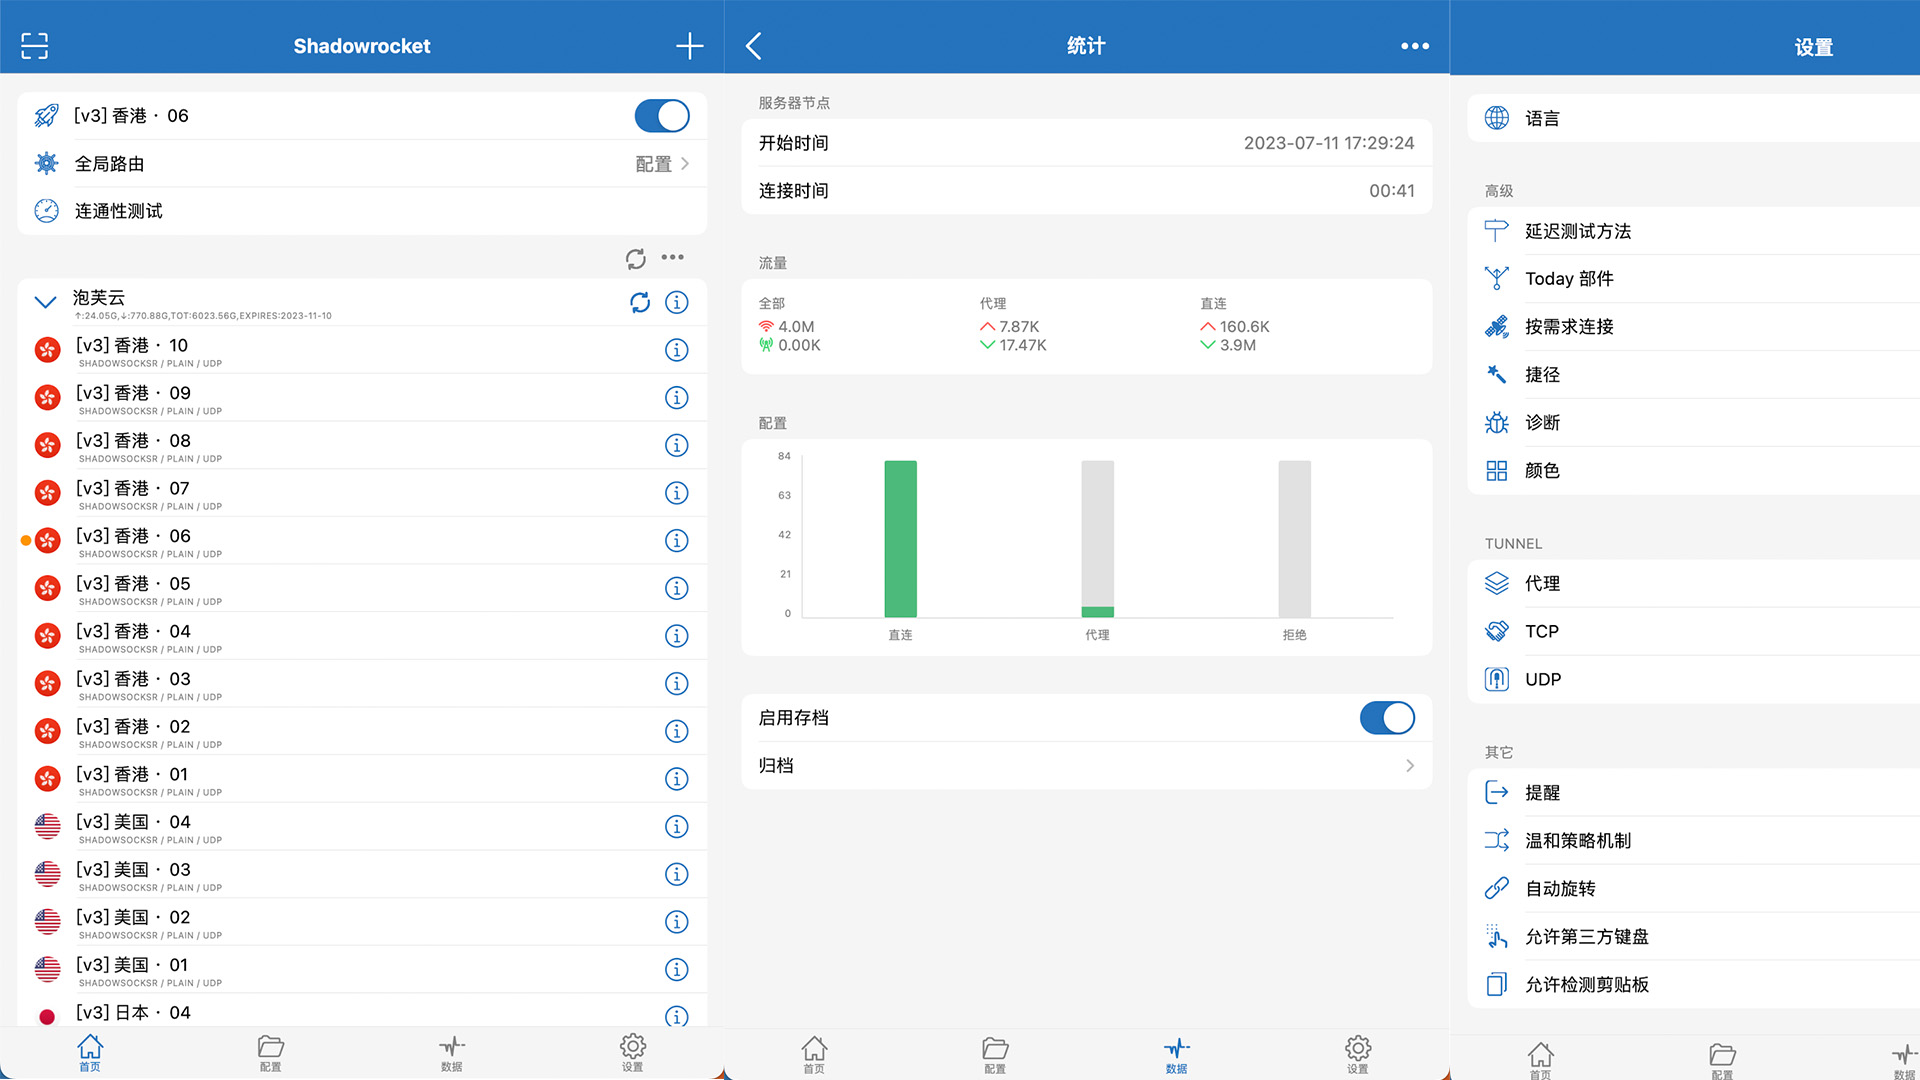 Shadowrocket
[v3] 香港 · 06
全局路由
配置
连通性测试
泡芙云
↑:24.05G,↓:770.88G,TOT:6023.56G,EXPIRES:2023-11-10
[v3] 香港 · 10
SHADOWSOCKSR / PLAIN / UDP
[v3] 香港 · 09
SHADOWSOCKSR / PLAIN / UDP
[v3] 香港 · 08
SHADOWSOCKSR / PLAIN / UDP
[v3] 香港 · 07
SHADOWSOCKSR / PLAIN / UDP
[v3] 香港 · 06
SHADOWSOCKSR / PLAIN / UDP
[v3] 香港 · 05
SHADOWSOCKSR / PLAIN / UDP
[v3] 香港 · 04
SHADOWSOCKSR / PLAIN / UDP
[v3] 香港 · 03
SHADOWSOCKSR / PLAIN / UDP
[v3] 香港 · 02
SHADOWSOCKSR / PLAIN / UDP
[v3] 香港 · 01
SHADOWSOCKSR / PLAIN / UDP
[v3] 美国 · 04
SHADOWSOCKSR / PLAIN / UDP
[v3] 美国 · 03
SHADOWSOCKSR / PLAIN / UDP
[v3] 美国 · 02
SHADOWSOCKSR / PLAIN / UDP
[v3] 美国 · 01
SHADOWSOCKSR / PLAIN / UDP
[v3] 日本 · 04
首页
配置
数据
设置
统计
服务器节点
开始时间
2023-07-11 17:29:24
连接时间
00:41
流量
全部
4.0M
0.00K
代理
7.87K
17.47K
直连
160.6K
3.9M
配置
84
63
42
21
0
直连
代理
拒绝
启用存档
归档
首页
配置
数据
设置
设置
语言
高级
延迟测试方法
Today 部件
按需求连接
捷径
诊断
颜色
TUNNEL
代理
TCP
UDP
其它
提醒
温和策略机制
自动旋转
允许第三方键盘
允许检测剪贴板
首页
配置
数据